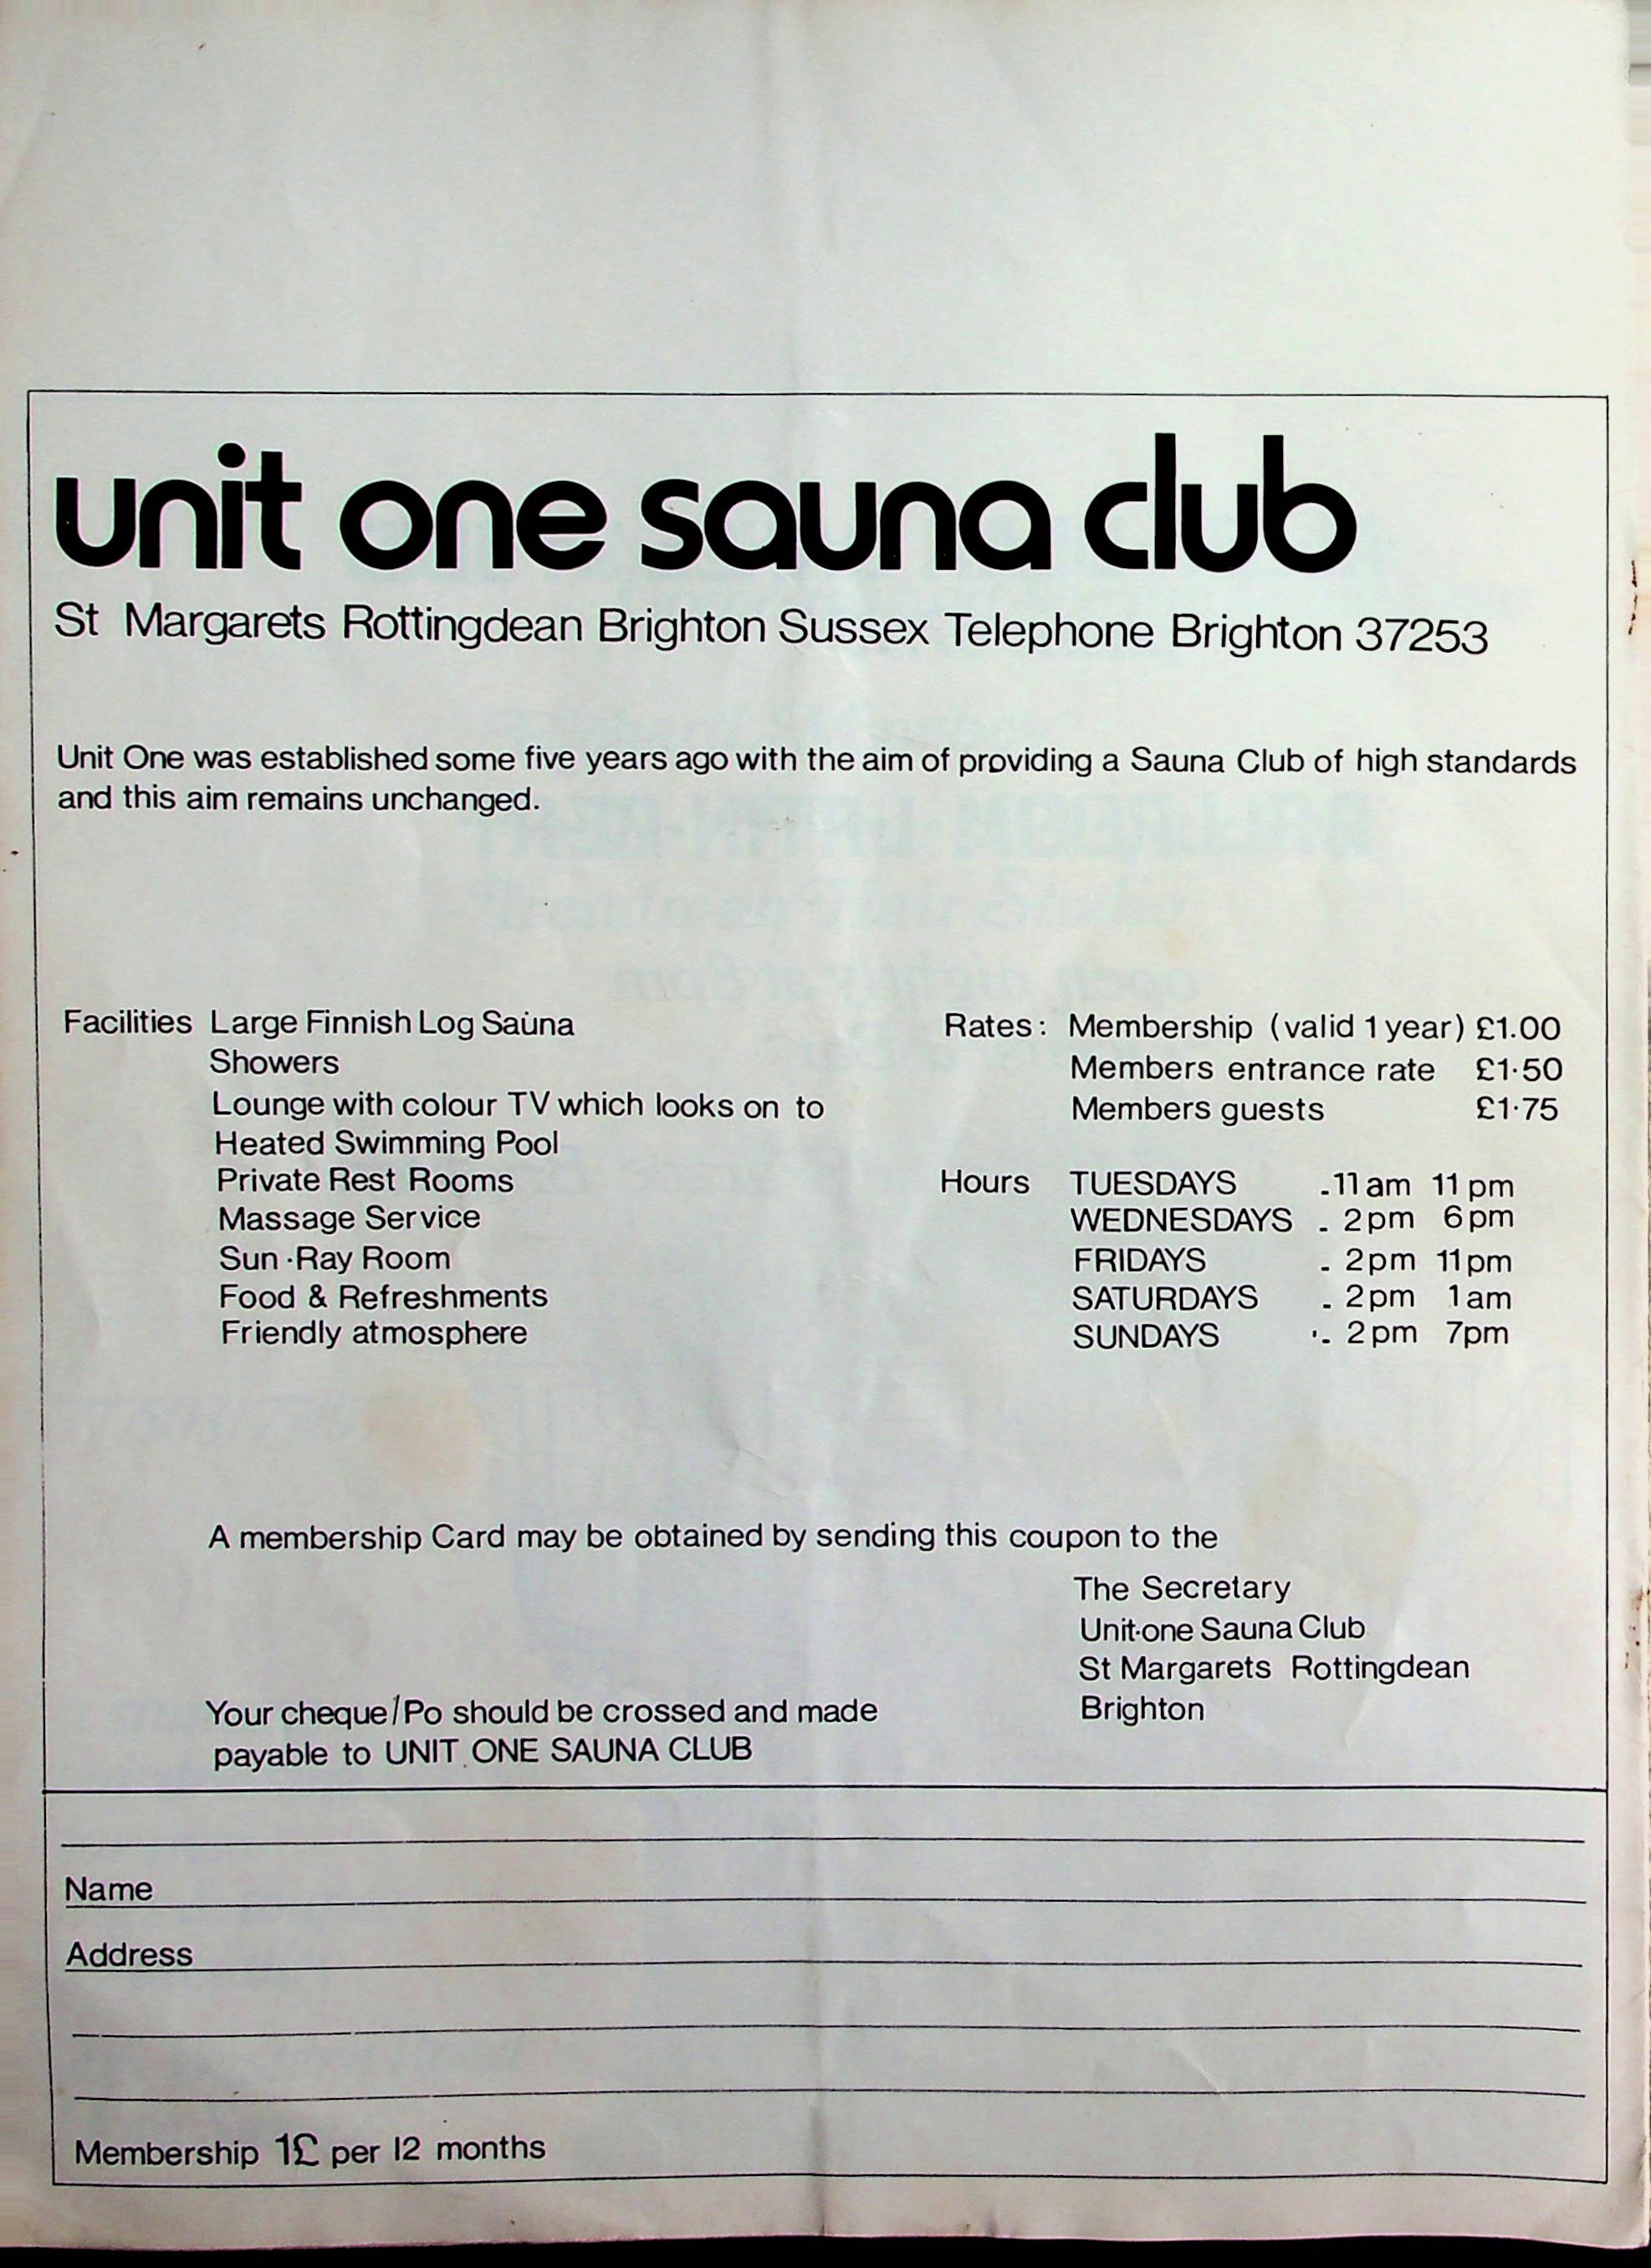 unit one sauna club
St Margarets Rottingdean Brighton Sussex Telephone Brighton 37253
Unit One was established some five years ago with the aim of providing a Sauna Club of high standards
and this aim remains unchanged.
Facilities Large Finnish Log Sauna
Showers
Lounge with colour TV which looks on to
Heated Swimming Pool
Private Rest Rooms
Massage Service
Sun·Ray Room
Food & Refreshments
Friendly atmosphere
Rates: Membership (valid 1 year) £1.00
Members entrance rate £1·50
Members guests £1·75
Hours TUESDAYS - 11am 11pm
WEDNESDAYS - 2pm 6pm
FRIDAYS - 2pm 11pm
SATURDAYS - 2pm 1am
SUNDAYS - 2pm 7pm
A membership Card may be obtained by sending this coupon to the
The Secretary
Unit·one Sauna Club
St Margarets Rottingdean
Brighton
Your cheque/Po should be crossed and made
payable to UNIT ONE SAUNA CLUB
Name
Address
Membership 1£ per 12 months